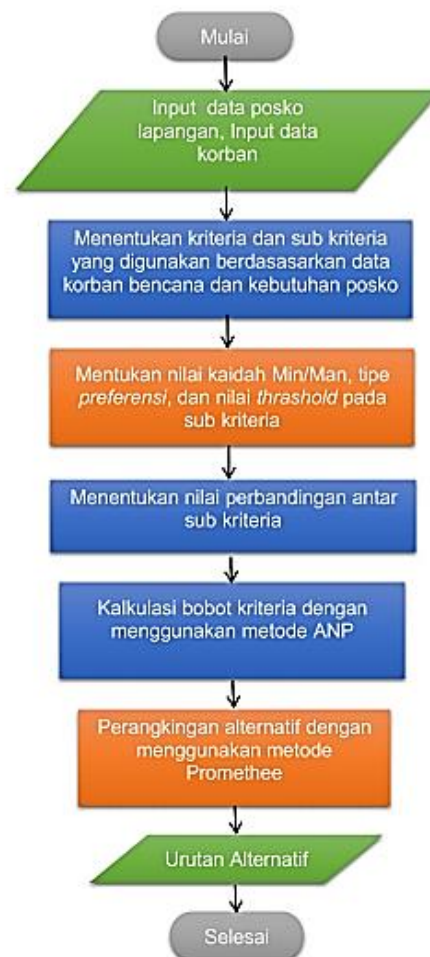 Mulai
Input data posko
lapangan, Input data
korban
Menentukan kriteria dan sub kriteria
yang digunakan berdasasarkan data
korban bencana dan kebutuhan posko
Mentukan nilai kaidah Min/Man, tipe
preferensi, dan nilai thrashold pada
sub kriteria
Menentukan nilai perbandingan antar
sub kriteria
Kalkulasi bobot kriteria dengan
menggunakan metode ANP
Perangkingan alternatif dengan
menggunakan metode
Promethee
Urutan Alternatif
Selesai